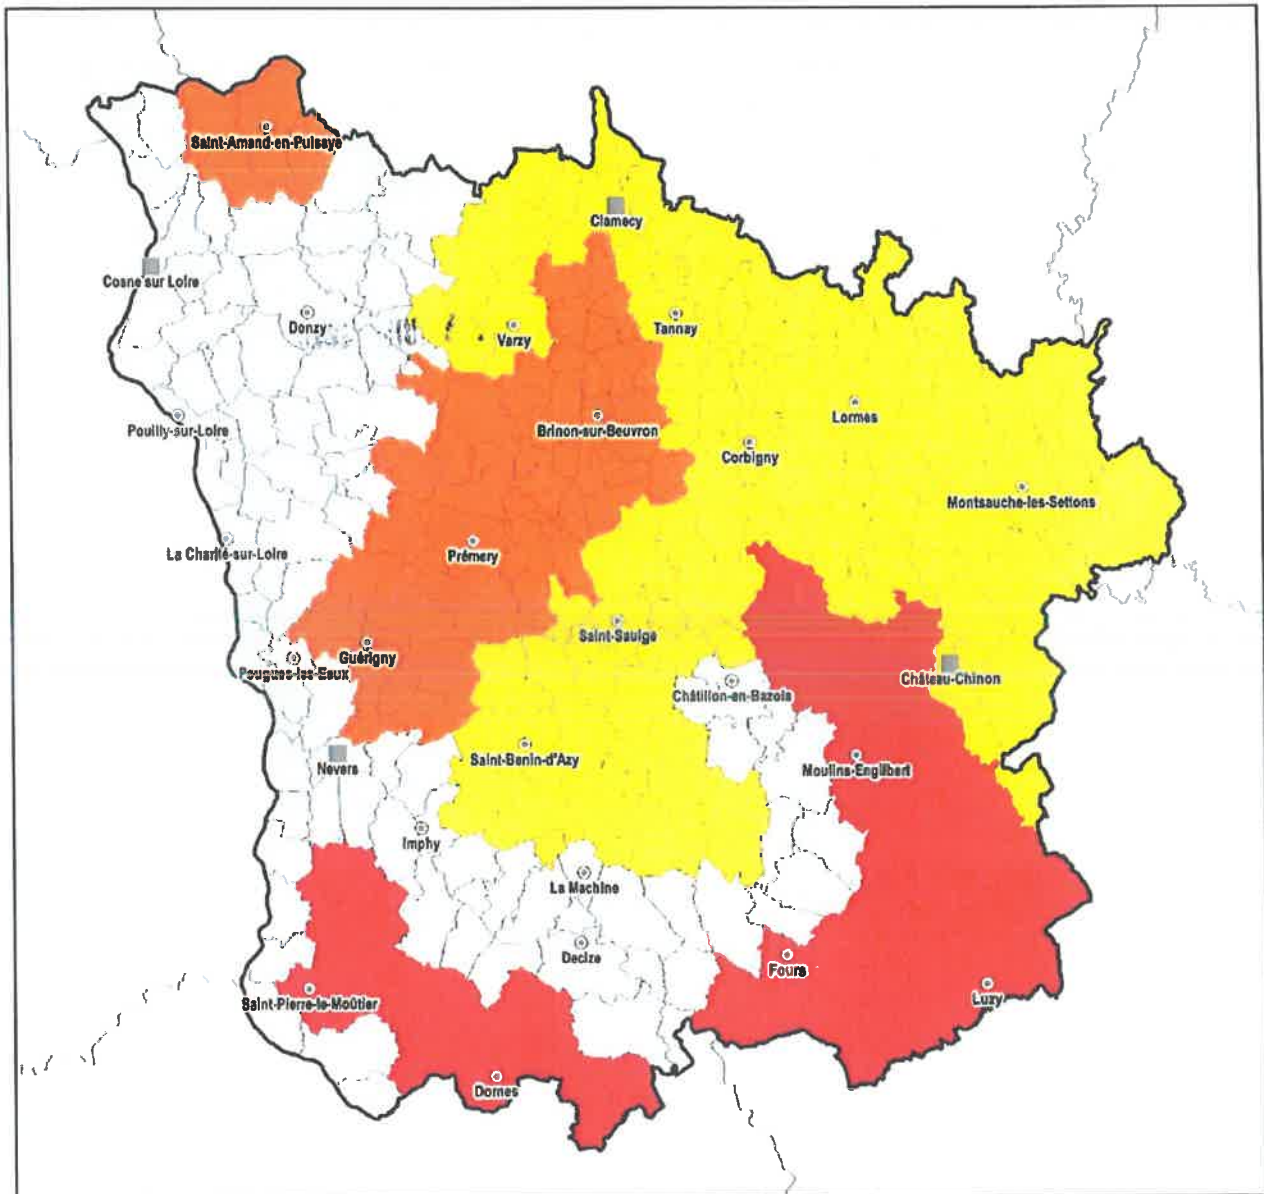 Saint-Amand-en-Puisaye
Clamecy
Cosne sur Loire
Donzy
Varzy
Tannay
Pouilly-sur-Loire
Brinon-sur-Beuvron
Lormes
Corbigny
Montsauche-les-Settons
La Charité-sur-Loire
Prémery
Saint-Saulge
Guérigny
Pougues-les-Eaux
Château-Chinon
Châtillon-en-Bazois
Nevers
Saint-Benin-d'Azy
Moulins-Engilbert
Imphy
La Machine
Decize
Fours
Saint-Pierre-le-Moûtier
Luzy
Dornes